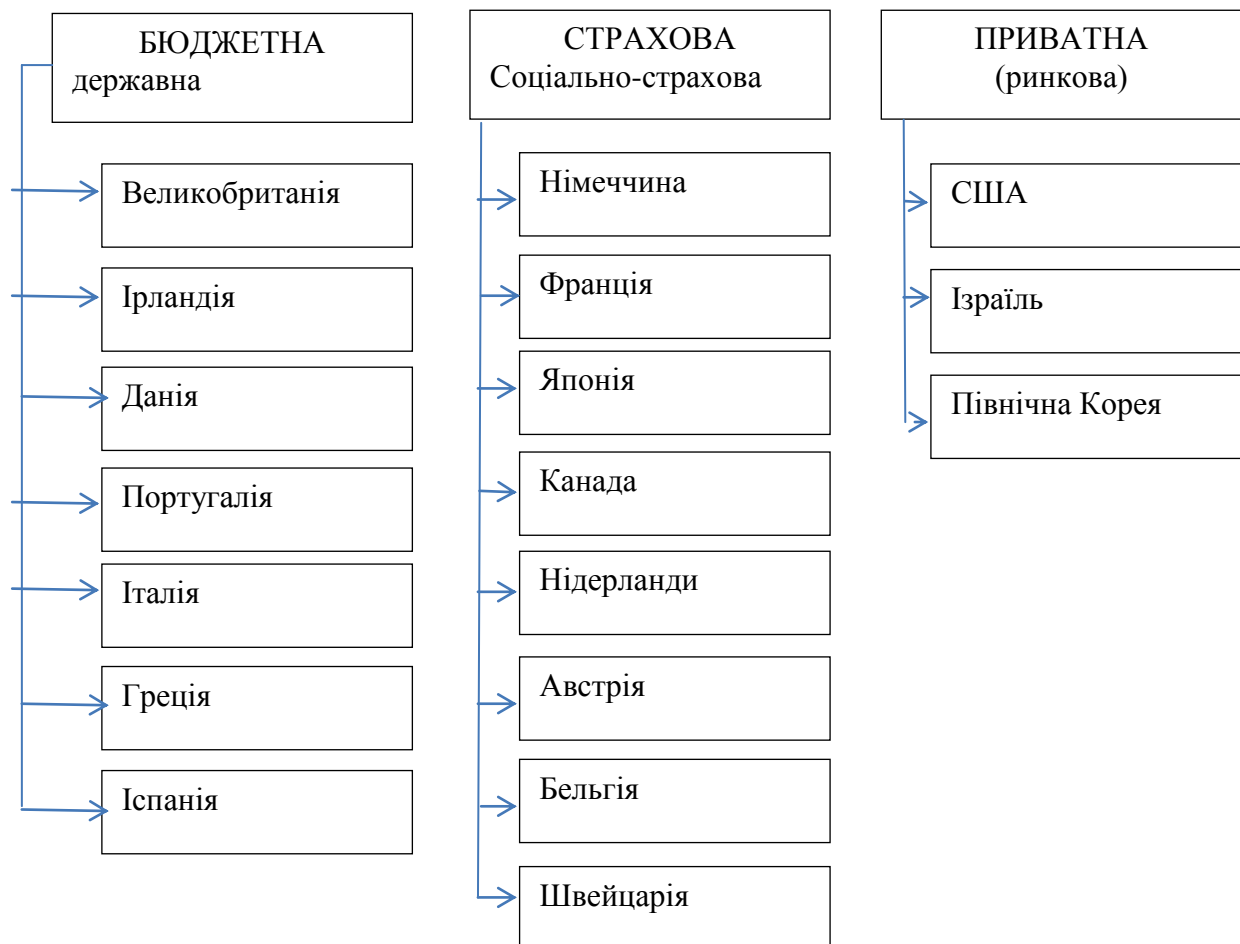 БЮДЖЕТНА
державна
Великобританія
Ірландія
Данія
Португалія
Італія
Греція
Іспанія
СТРАХОВА
Соціально-страхова
Німеччина
Франція
Японія
Канада
Нідерланди
Австрія
Бельгія
Швейцарія
ПРИВАТНА
(ринкова)
США
Ізраїль
Північна Корея